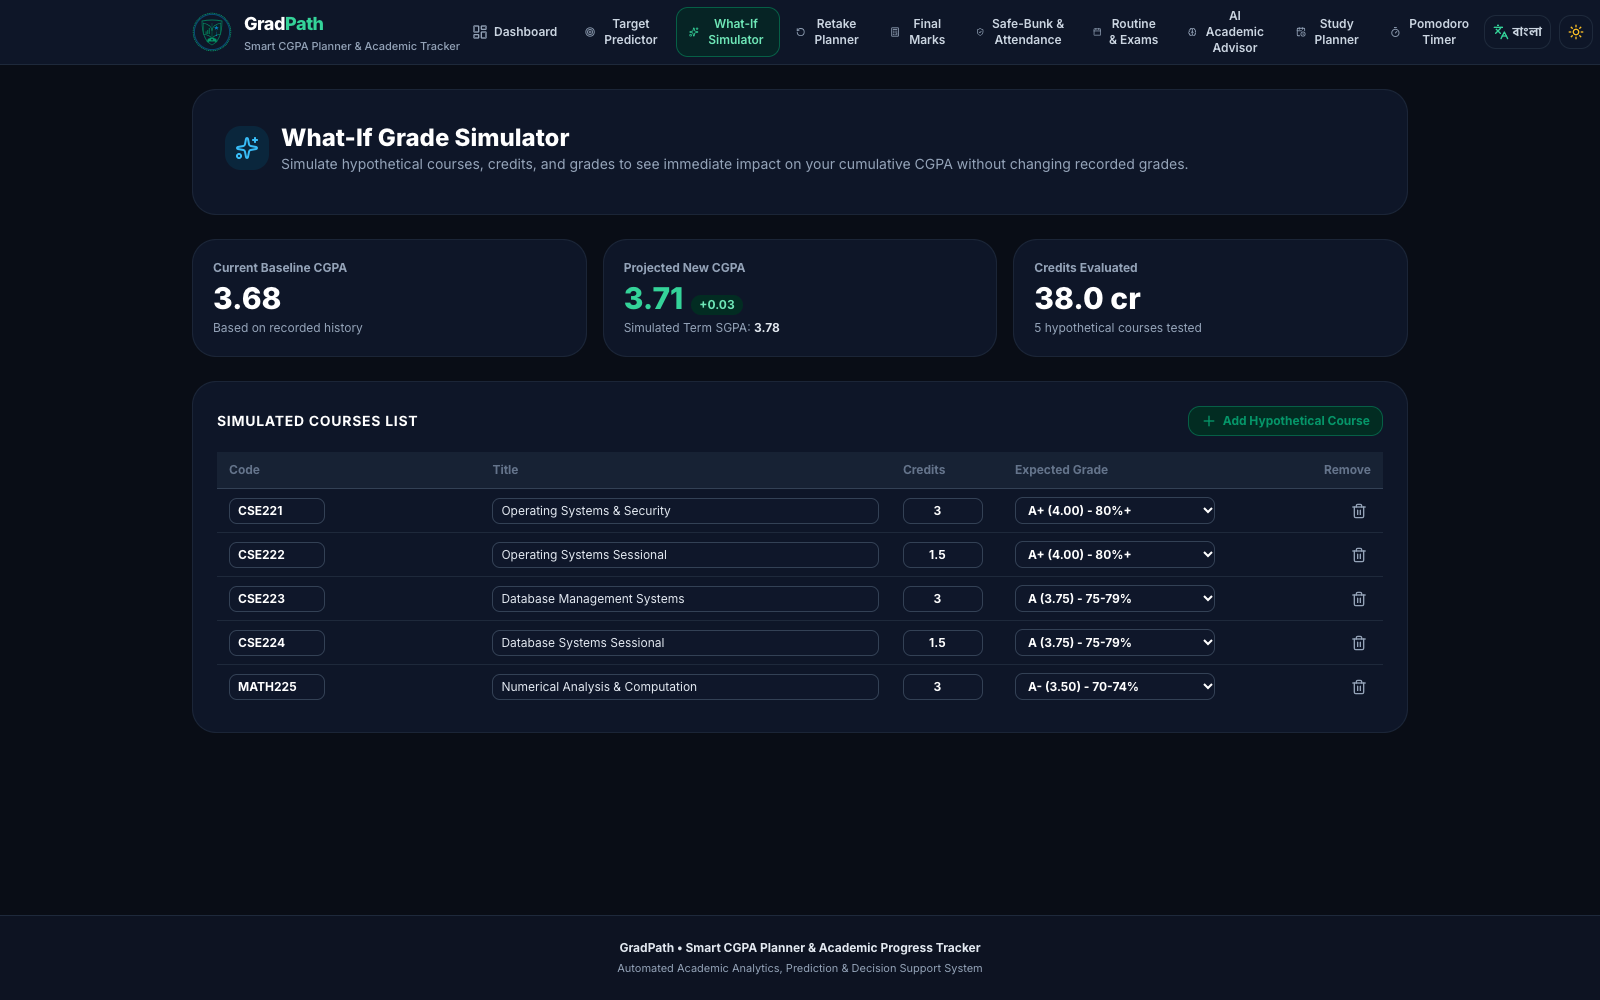 GradPath
Smart CGPA Planner & Academic Tracker
Dashboard
Target
Predictor
What-If
Simulator
Retake
Planner
Final
Marks
Safe-Bunk &
Attendance
Routine
& Exams
AI
Academic
Advisor
Study
Planner
Pomodoro
Timer
বাংলা
What-If Grade Simulator
Simulate hypothetical courses, credits, and grades to see immediate impact on your cumulative CGPA without changing recorded grades.
Current Baseline CGPA
3.68
Based on recorded history
Projected New CGPA
3.71 +0.03
Simulated Term SGPA: 3.78
Credits Evaluated
38.0 cr
5 hypothetical courses tested
SIMULATED COURSES LIST
Add Hypothetical Course
Code Title Credits Expected Grade Remove
CSE221 Operating Systems & Security 3 A+ (4.00) - 80%+
CSE222 Operating Systems Sessional 1.5 A+ (4.00) - 80%+
CSE223 Database Management Systems 3 A (3.75) - 75-79%
CSE224 Database Systems Sessional 1.5 A (3.75) - 75-79%
MATH225 Numerical Analysis & Computation 3 A- (3.50) - 70-74%
GradPath • Smart CGPA Planner & Academic Progress Tracker
Automated Academic Analytics, Prediction & Decision Support System